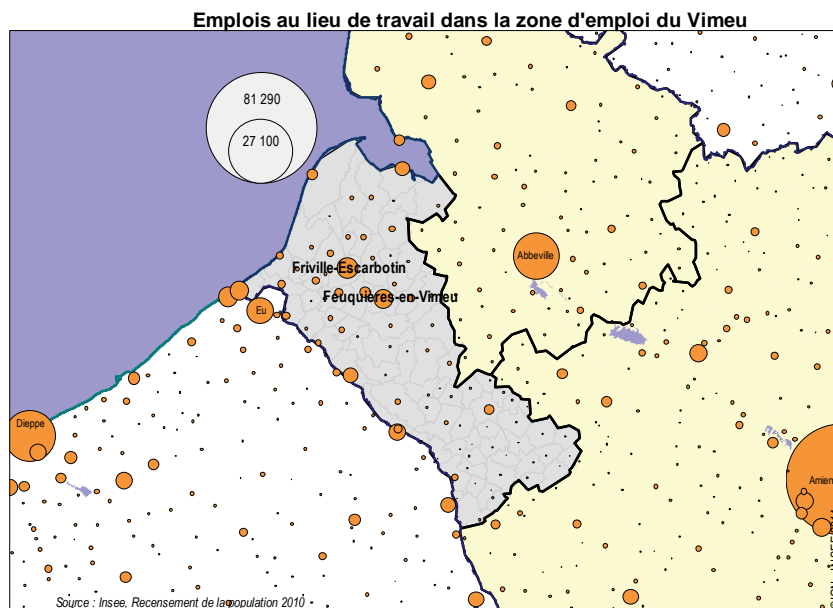 Emplois au lieu de travail dans la zone d'emploi du Vimeu
81 290
27 100
Abbeville
Friville-Escarbotin
Feuquières-en-Vimeu
Eu
Dieppe
Amien
Source : Insee, Recensement de la population 2010